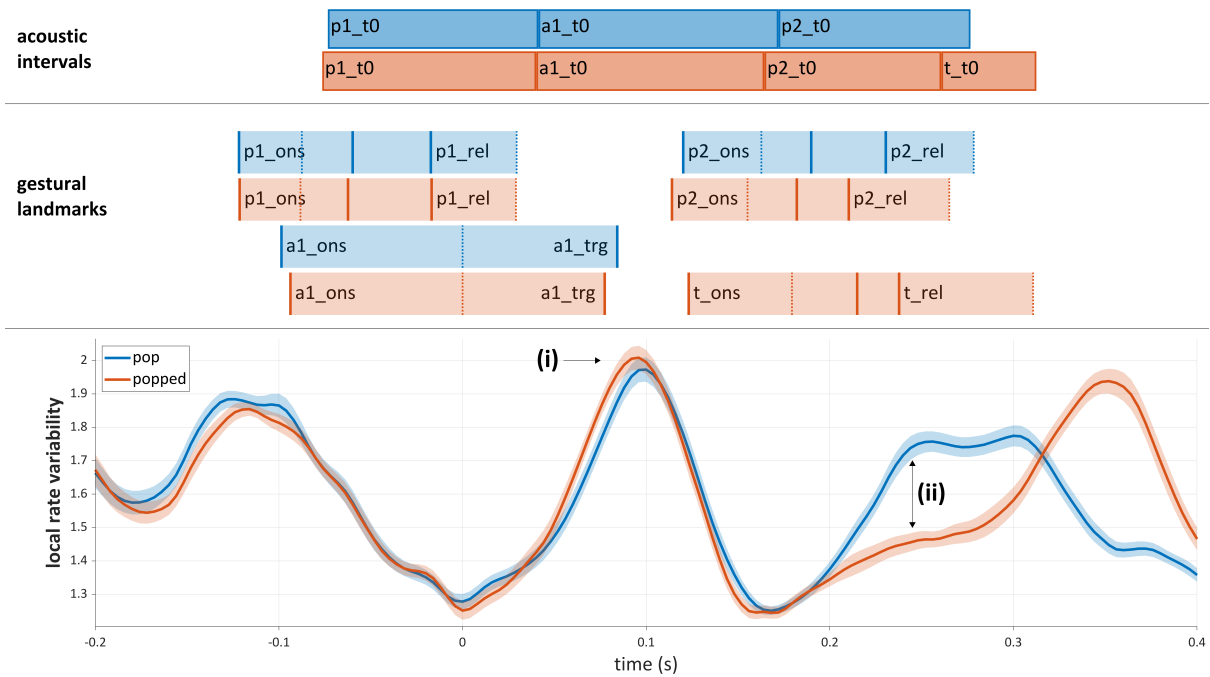 acoustic
intervals
p1_t0 a1_t0 p2_t0
p1_t0 a1_t0 p2_t0 t_t0
gestural
landmarks
p1_ons p1_rel p2_ons p2_rel
p1_ons p1_rel p2_ons p2_rel
a1_ons a1_trg
a1_ons a1_trg t_ons t_rel
local rate variability
2
1.9
1.8
1.7
1.6
1.5
1.4
1.3
pop
popped
(i)
(ii)
-0.2 -0.1 0 0.1 0.2 0.3 0.4
time (s)